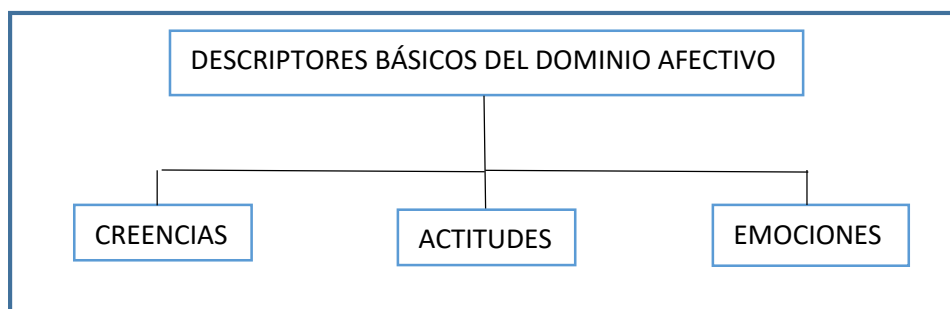 DESCRIPTORES BÁSICOS DEL DOMINIO AFECTIVO
CREENCIAS
ACTITUDES
EMOCIONES